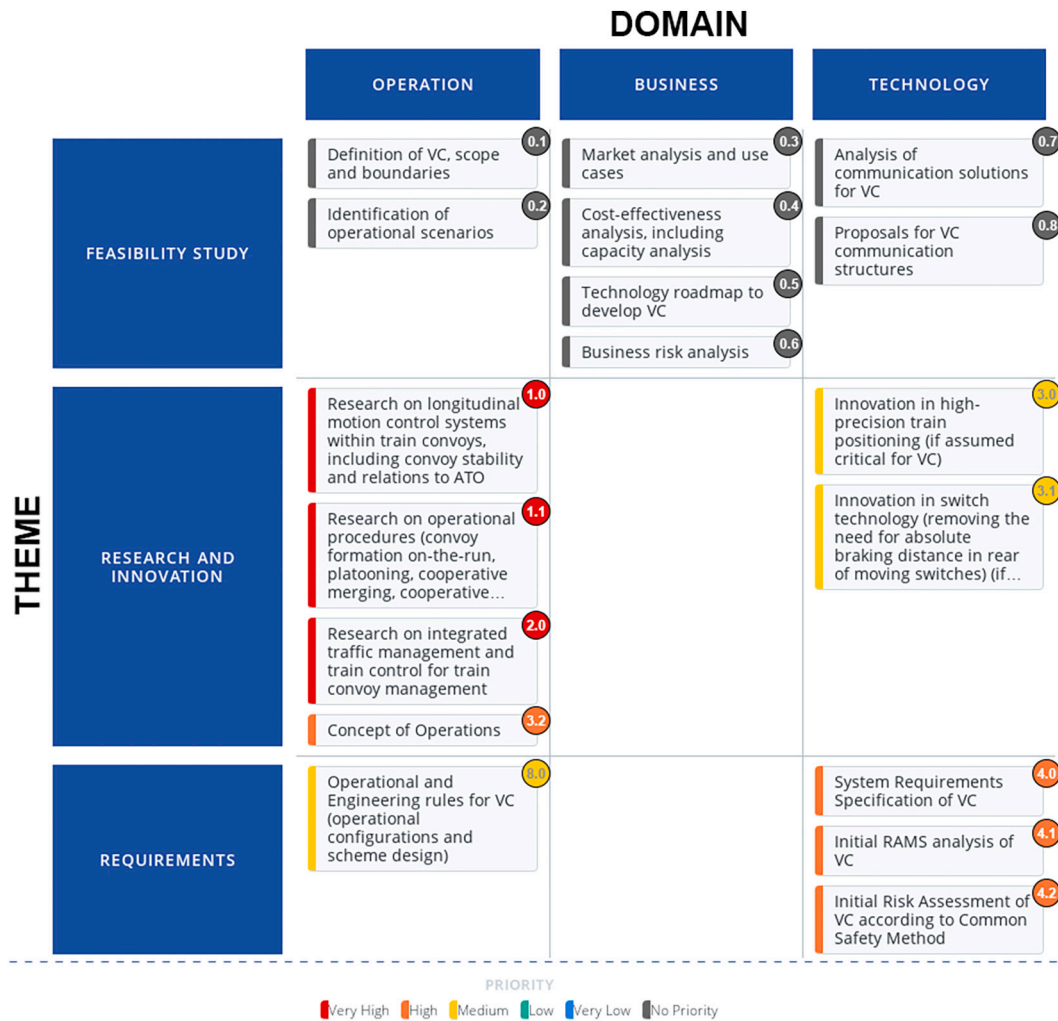 DOMAIN
OPERATION
BUSINESS
TECHNOLOGY
THEME
FEASIBILITY STUDY
Definition of VC, scope
and boundaries
0.1
Identification of
operational scenarios
0.2
Market analysis and use
cases
0.3
Cost-effectiveness
analysis, including
capacity analysis
0.4
Technology roadmap to
develop VC
0.5
Business risk analysis
0.6
Analysis of
communication solutions
for VC
0.7
Proposals for VC
communication
structures
0.8
RESEARCH AND
INNOVATION
Research on longitudinal
motion control systems
within train convoys,
including convoy stability
and relations to ATO
1.0
Research on operational
procedures (convoy
formation on-the-run,
platooning, cooperative
merging, cooperative...
1.1
Research on integrated
traffic management and
train control for train
convoy management
2.0
Concept of Operations
3.2
Innovation in high-
precision train
positioning (if assumed
critical for VC)
3.0
Innovation in switch
technology (removing the
need for absolute
braking distance in rear
of moving switches) (if...
3.1
REQUIREMENTS
Operational and
Engineering rules for VC
(operational
configurations and
scheme design)
8.0
System Requirements
Specification of VC
4.0
Initial RAMS analysis of
VC
4.1
Initial Risk Assessment of
VC according to Common
Safety Method
4.2
PRIORITY
Very High
High
Medium
Low
Very Low
No Priority